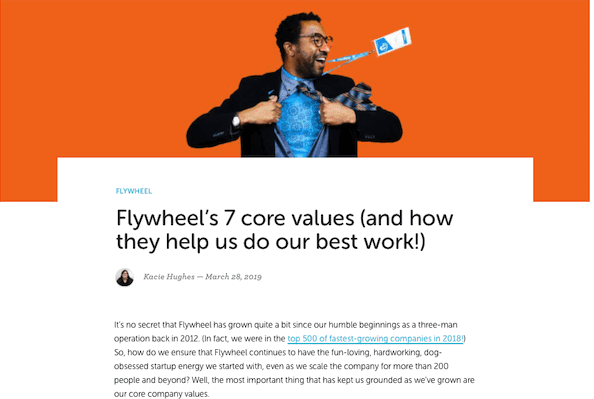 FLYWHEEL
Flywheel’s 7 core values (and how
they help us do our best work!)
Kacie Hughes — March 28, 2019
It’s no secret that Flywheel has grown quite a bit since our humble beginnings as a three-man
operation back in 2012. (In fact, we were in the top 500 of fastest-growing companies in 2018!)
So, how do we ensure that Flywheel continues to have the fun-loving, hardworking, dog-
obsessed startup energy we started with, even as we scale the company for more than 200
people and beyond? Well, the most important thing that has kept us grounded as we’ve grown are
our core company values.